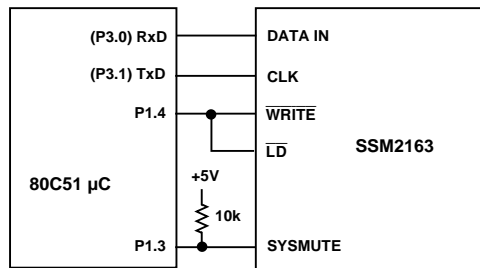 (P3.0) RxD
DATA IN
(P3.1) TxD
CLK
P1.4
WRITE
LD
SSM2163
80C51 µC
+5V
10k
P1.3
SYSMUTE